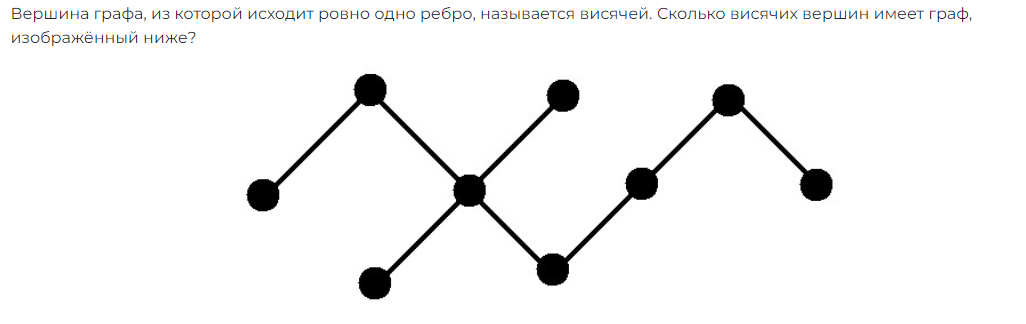 Вершина графа, из которой исходит ровно одно ребро, называется висячей. Сколько висячих вершин имеет граф,
изображённый ниже?